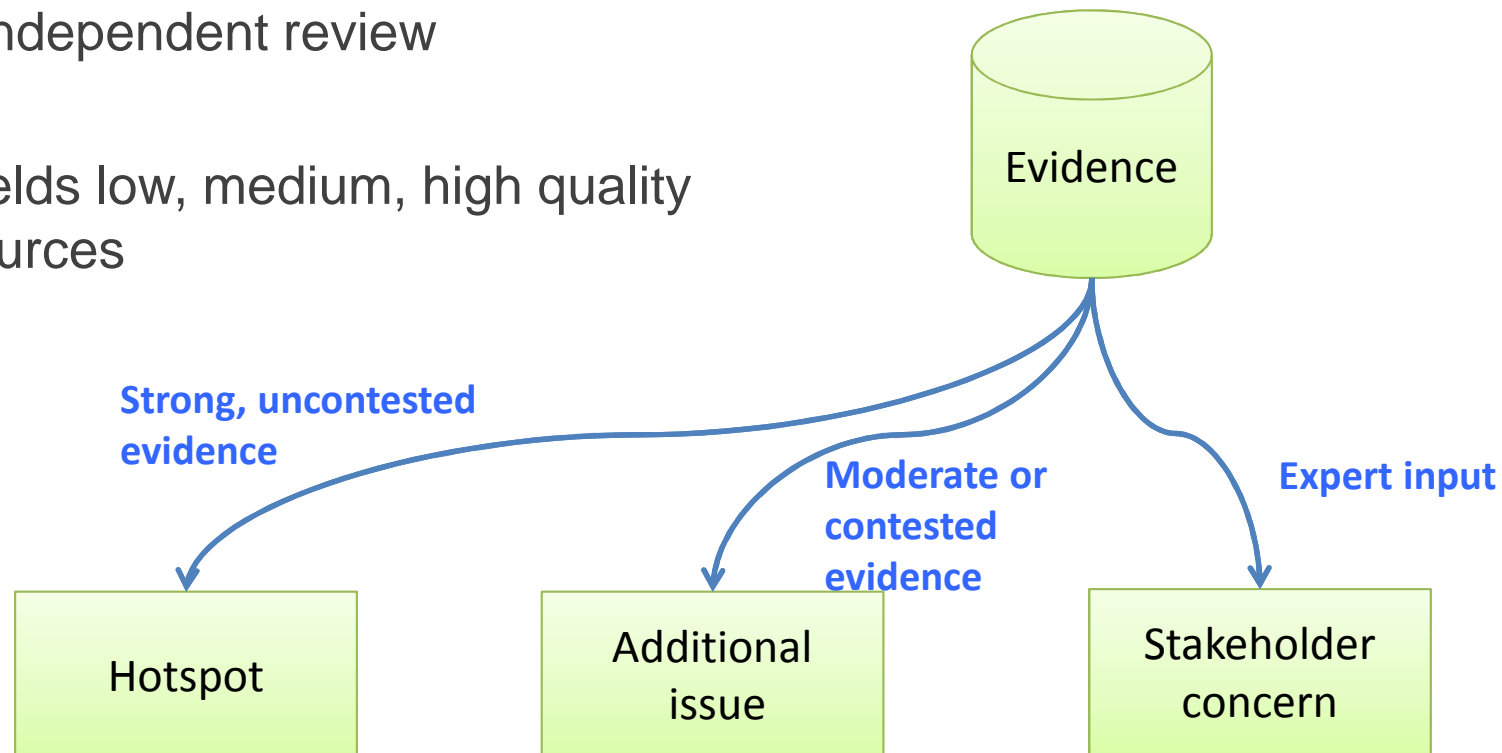 ndependent review
elds low, medium, high quality
urces
Evidence
Strong, uncontested
evidence
Moderate or
contested
evidence
Expert input
Hotspot
Additional
issue
Stakeholder
concern